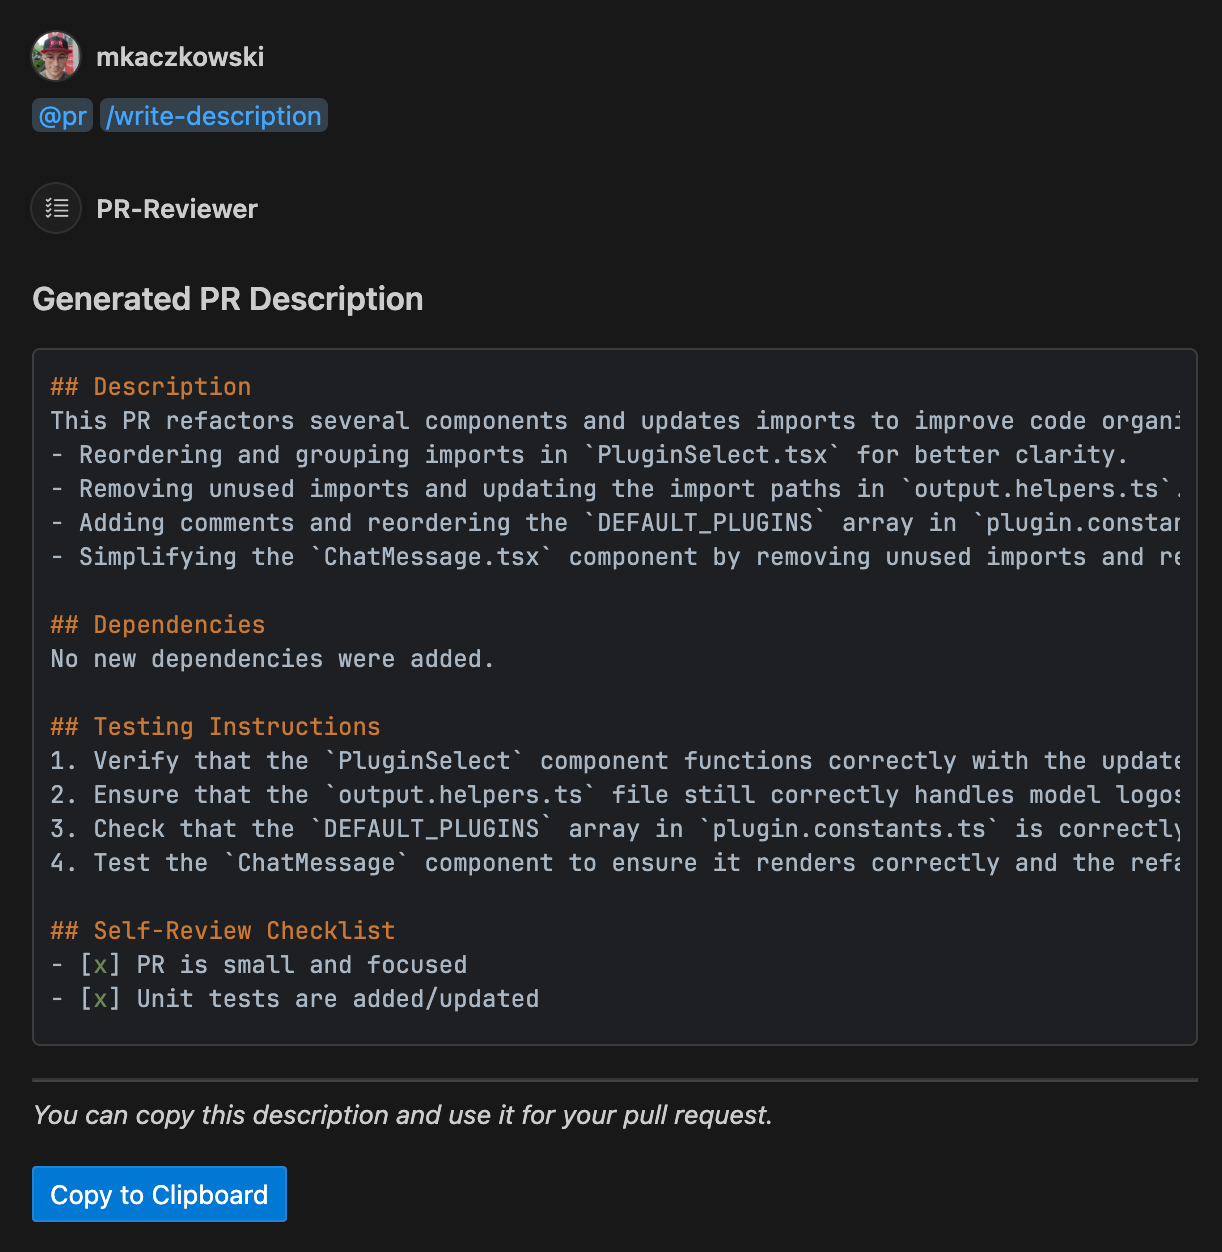 mkaczkowski
@pr /write-description
PR-Reviewer
Generated PR Description
## Description
This PR refactors several components and updates imports to improve code organi
- Reordering and grouping imports in `PluginSelect.tsx` for better clarity.
- Removing unused imports and updating the import paths in `output.helpers.ts`.
- Adding comments and reordering the `DEFAULT_PLUGINS` array in `plugin.constan
- Simplifying the `ChatMessage.tsx` component by removing unused imports and re
## Dependencies
No new dependencies were added.
## Testing Instructions
1. Verify that the `PluginSelect` component functions correctly with the update
2. Ensure that the `output.helpers.ts` file still correctly handles model logos
3. Check that the `DEFAULT_PLUGINS` array in `plugin.constants.ts` is correctly
4. Test the `ChatMessage` component to ensure it renders correctly and the refa
## Self-Review Checklist
- [x] PR is small and focused
- [x] Unit tests are added/updated
You can copy this description and use it for your pull request.
Copy to Clipboard